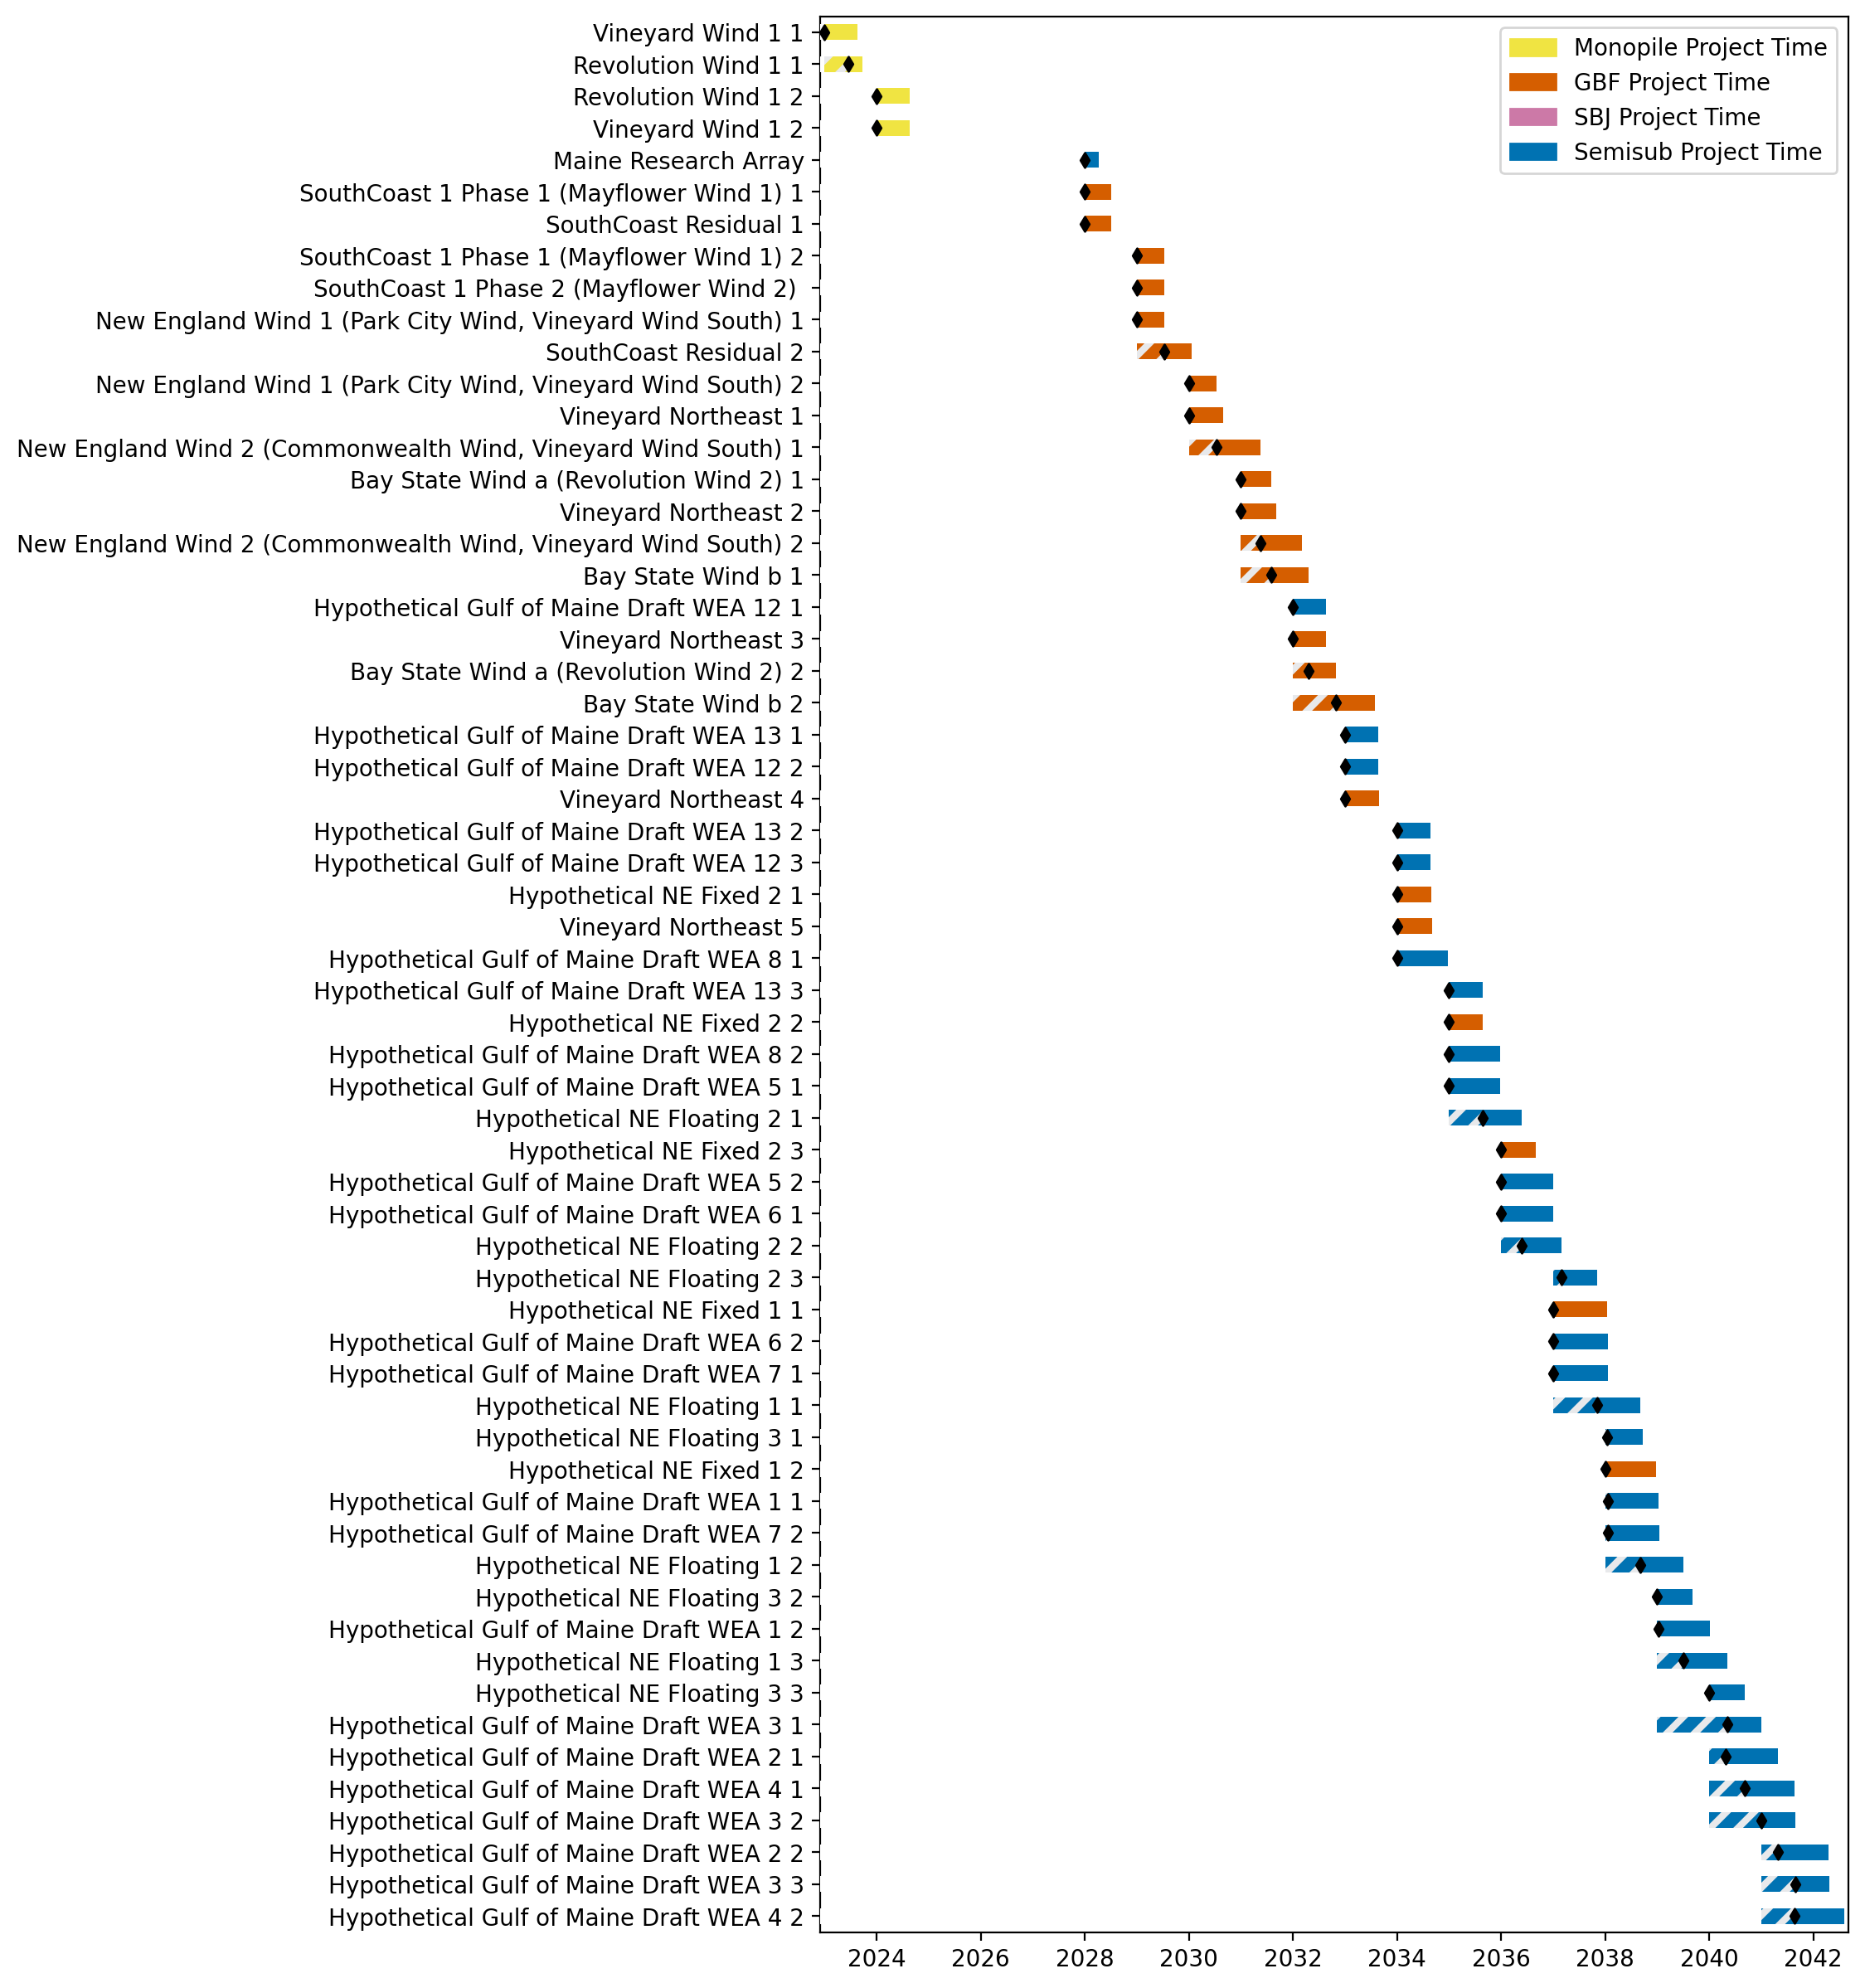 Vineyard Wind 1 1
Revolution Wind 1 1
Revolution Wind 1 2
Vineyard Wind 1 2
Maine Research Array
SouthCoast 1 Phase 1 (Mayflower Wind 1) 1
SouthCoast Residual 1
SouthCoast 1 Phase 1 (Mayflower Wind 1) 2
SouthCoast 1 Phase 2 (Mayflower Wind 2)
New England Wind 1 (Park City Wind, Vineyard Wind South) 1
SouthCoast Residual 2
New England Wind 1 (Park City Wind, Vineyard Wind South) 2
Vineyard Northeast 1
New England Wind 2 (Commonwealth Wind, Vineyard Wind South) 1
Bay State Wind a (Revolution Wind 2) 1
Vineyard Northeast 2
New England Wind 2 (Commonwealth Wind, Vineyard Wind South) 2
Bay State Wind b 1
Hypothetical Gulf of Maine Draft WEA 12 1
Vineyard Northeast 3
Bay State Wind a (Revolution Wind 2) 2
Bay State Wind b 2
Hypothetical Gulf of Maine Draft WEA 13 1
Hypothetical Gulf of Maine Draft WEA 12 2
Vineyard Northeast 4
Hypothetical Gulf of Maine Draft WEA 13 2
Hypothetical Gulf of Maine Draft WEA 12 3
Hypothetical NE Fixed 2 1
Vineyard Northeast 5
Hypothetical Gulf of Maine Draft WEA 8 1
Hypothetical Gulf of Maine Draft WEA 13 3
Hypothetical NE Fixed 2 2
Hypothetical Gulf of Maine Draft WEA 8 2
Hypothetical Gulf of Maine Draft WEA 5 1
Hypothetical NE Floating 2 1
Hypothetical NE Fixed 2 3
Hypothetical Gulf of Maine Draft WEA 5 2
Hypothetical Gulf of Maine Draft WEA 6 1
Hypothetical NE Floating 2 2
Hypothetical NE Floating 2 3
Hypothetical NE Fixed 1 1
Hypothetical Gulf of Maine Draft WEA 6 2
Hypothetical Gulf of Maine Draft WEA 7 1
Hypothetical NE Floating 1 1
Hypothetical NE Floating 3 1
Hypothetical NE Fixed 1 2
Hypothetical Gulf of Maine Draft WEA 1 1
Hypothetical Gulf of Maine Draft WEA 7 2
Hypothetical NE Floating 1 2
Hypothetical NE Floating 3 2
Hypothetical Gulf of Maine Draft WEA 1 2
Hypothetical NE Floating 1 3
Hypothetical NE Floating 3 3
Hypothetical Gulf of Maine Draft WEA 3 1
Hypothetical Gulf of Maine Draft WEA 2 1
Hypothetical Gulf of Maine Draft WEA 4 1
Hypothetical Gulf of Maine Draft WEA 3 2
Hypothetical Gulf of Maine Draft WEA 2 2
Hypothetical Gulf of Maine Draft WEA 3 3
Hypothetical Gulf of Maine Draft WEA 4 2
Monopile Project Time
GBF Project Time
SBJ Project Time
Semisub Project Time
2024 2026 2028 2030 2032 2034 2036 2038 2040 2042